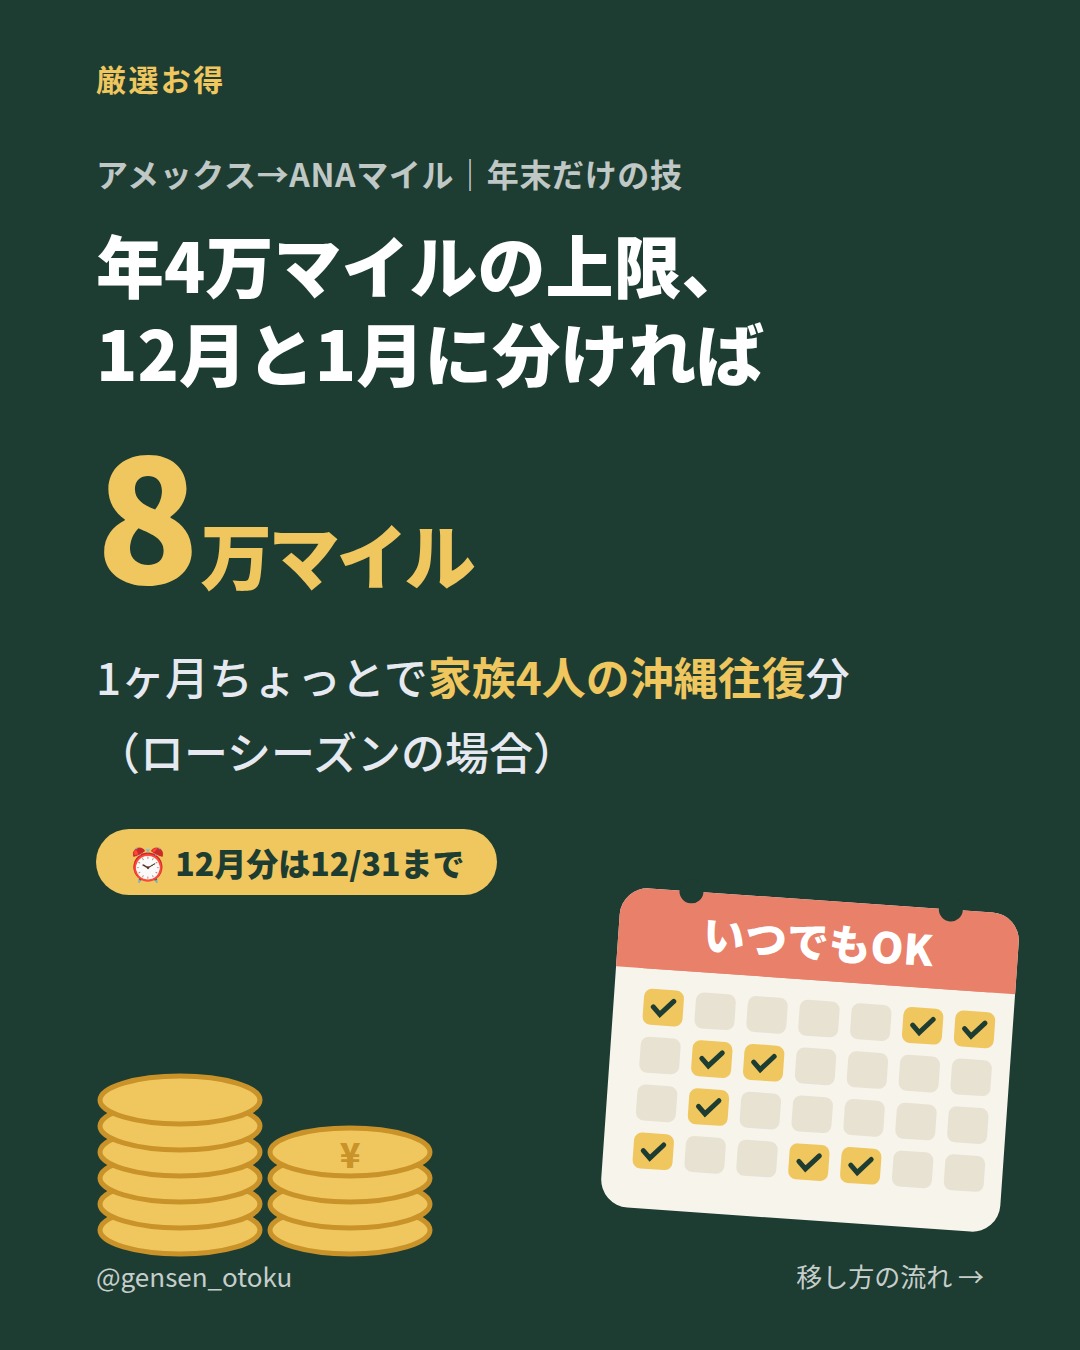 厳選お得
アメックス→ANAマイル｜年末だけの技
年4万マイルの上限、
12月と1月に分ければ
8万マイル
1ヶ月ちょっとで家族4人の沖縄往復分
（ローシーズンの場合）
⏰ 12月分は12/31まで
いつでもOK
¥
@gensen_otoku
移し方の流れ →